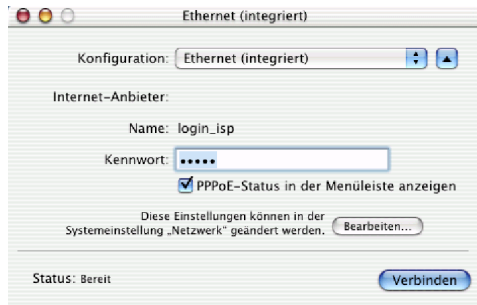 Ethernet (integriert)
Konfiguration: Ethernet (integriert)
Internet-Anbieter:
Name: login_isp
Kennwort: •••••
PPPoE-Status in der Menüleiste anzeigen
Diese Einstellungen können in der
Systemeinstellung „Netzwerk“ geändert werden. Bearbeiten...
Status: Bereit
Verbinden